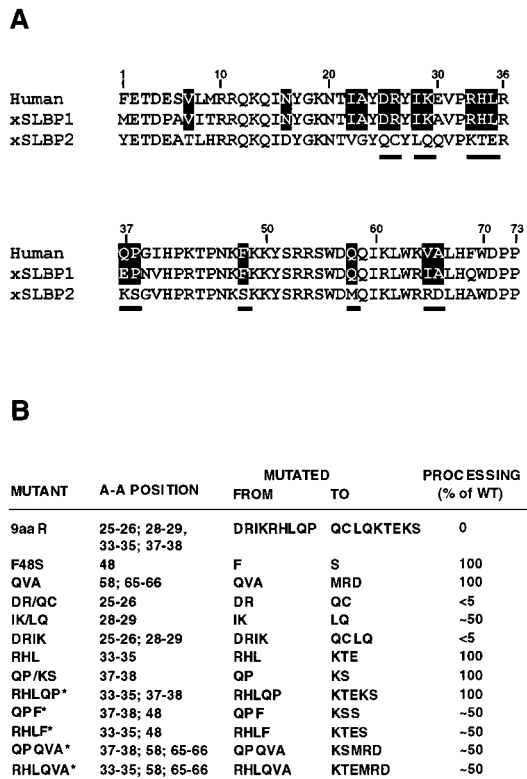 A
1 10 20 30 36
Human FETDESVLMRRQKQINYGKNTIAYDRYIKEVPRHLR
xSLBP1 METDPAVITRRQKQINYGKNTIAYDRYIKAVPRHLR
xSLBP2 YETDEATLHRRQKQIDYGKNTVGYQCYLQQVPKTER
37 50 60 70 73
Human QPGIHPKTPNKFKKYSRRSWDQQIKLWKVALHFWDPP
xSLBP1 EPNVHPRTPNKFKKYSRRSWDQQIRLWRIALHQWDPP
xSLBP2 KSGVHPRTPNKSKKYSRRSWDMQIKLWRRDLHAWDPP
B
MUTATED PROCESSING
MUTANT A-A POSITION FROM TO (% of WT)
9aaR 25-26; 28-29, DRIKRHLQP QCLQKTEKS 0
33-35; 37-38
F48S 48 F S 100
QVA 58; 65-66 QVA MRD 100
DR/QC 25-26 DR QC <5
IK/LQ 28-29 IK LQ ~50
DRIK 25-26; 28-29 DRIK QCLQ <5
RHL 33-35 RHL KTE 100
QP/KS 37-38 QP KS 100
RHLQP* 33-35; 37-38 RHLQP KTEKS 100
QPF* 37-38; 48 QPF KSS ~50
RHLF* 33-35; 48 RHLF KTES ~50
QPQVA* 37-38; 58; 65-66 QPQVA KSMRD ~50
RHLQVA* 33-35; 58; 65-66 RHLQVA KTEMRD ~50